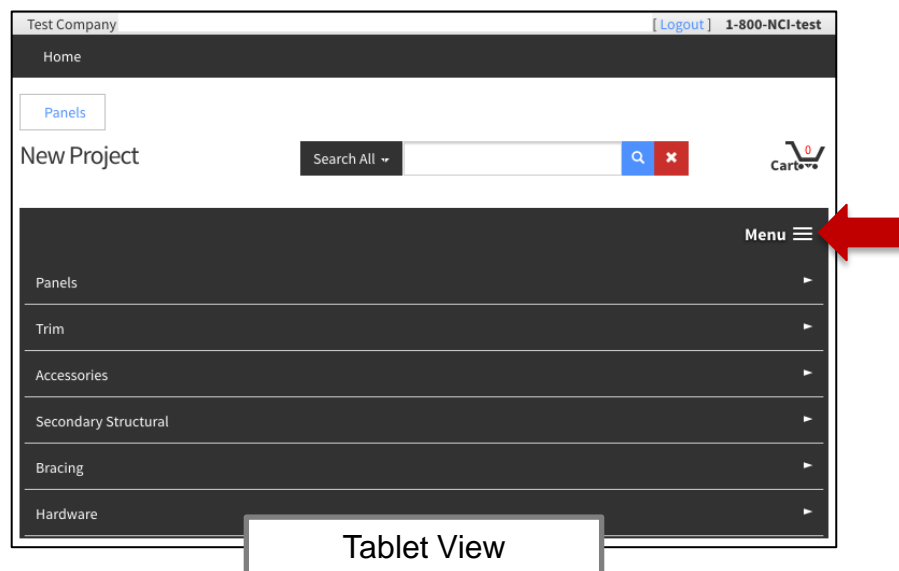 Test Company [ Logout ] 1-800-NCI-test
Home
Panels
New Project Search All 0
Cart
Menu
Panels
Trim
Accessories
Secondary Structural
Bracing
Hardware
Tablet View